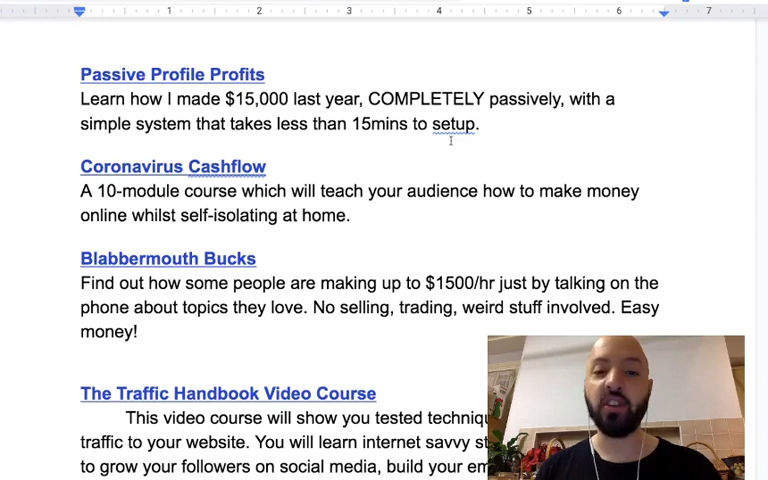 1 2 3 4 5 6 7
Passive Profile Profits
Learn how I made $15,000 last year, COMPLETELY passively, with a
simple system that takes less than 15mins to setup.
Coronavirus Cashflow
A 10-module course which will teach your audience how to make money
online whilst self-isolating at home.
Blabbermouth Bucks
Find out how some people are making up to $1500/hr just by talking on the
phone about topics they love. No selling, trading, weird stuff involved. Easy
money!
The Traffic Handbook Video Course
This video course will show you tested
traffic to your website. You will learn internet savvy
to grow your followers on social media, build your